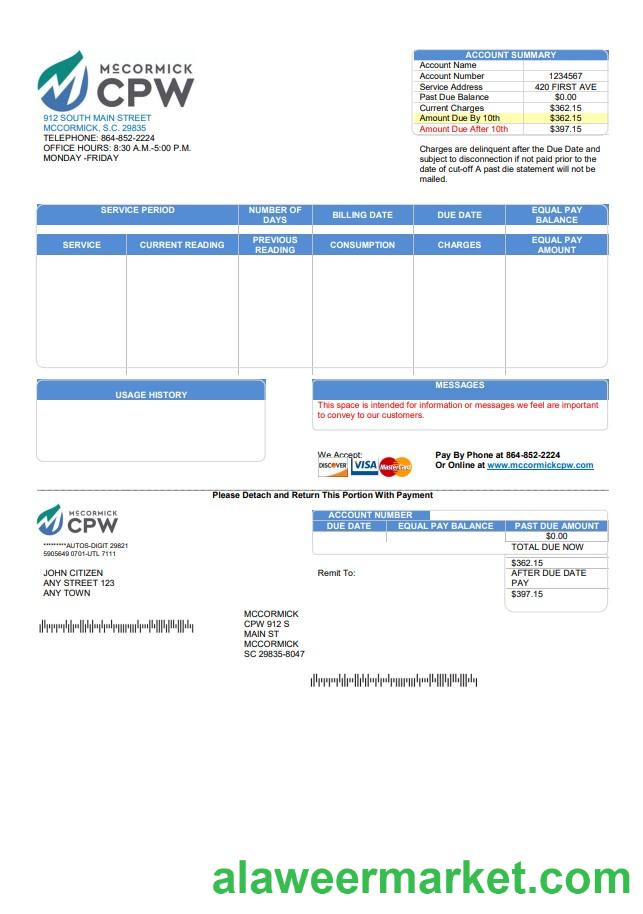 McCORMICK
CPW
912 SOUTH MAIN STREET
MCCORMICK, S.C. 29835
TELEPHONE: 864-852-2224
OFFICE HOURS: 8:30 A.M.-5:00 P.M.
MONDAY -FRIDAY
ACCOUNT SUMMARY
Account Name
Account Number 1234567
Service Address 420 FIRST AVE
Past Due Balance $0.00
Current Charges $362.15
Amount Due By 10th $362.15
Amount Due After 10th $397.15
Charges are delinquent after the Due Date and
subject to disconnection if not paid prior to the
date of cut-off A past die statement will not be
mailed.
SERVICE PERIOD NUMBER OF DAYS BILLING DATE DUE DATE EQUAL PAY BALANCE
SERVICE CURRENT READING PREVIOUS READING CONSUMPTION CHARGES EQUAL PAY AMOUNT
USAGE HISTORY
MESSAGES
This space is intended for information or messages we feel are important
to convey to our customers.
We Accept:
DISCOVER VISA MasterCard
Pay By Phone at 864-852-2224
Or Online at www.mccormickcpw.com
Please Detach and Return This Portion With Payment
McCORMICK
CPW
*********AUTOS-DIGIT 29821
5905649 0701-UTL 7111
JOHN CITIZEN
ANY STREET 123
ANY TOWN
ACCOUNT NUMBER
DUE DATE EQUAL PAY BALANCE PAST DUE AMOUNT
$0.00
TOTAL DUE NOW
$362.15
AFTER DUE DATE
PAY
$397.15
Remit To:
MCCORMICK
CPW 912 S
MAIN ST
MCCORMICK
SC 29835-8047
alaweermarket.com